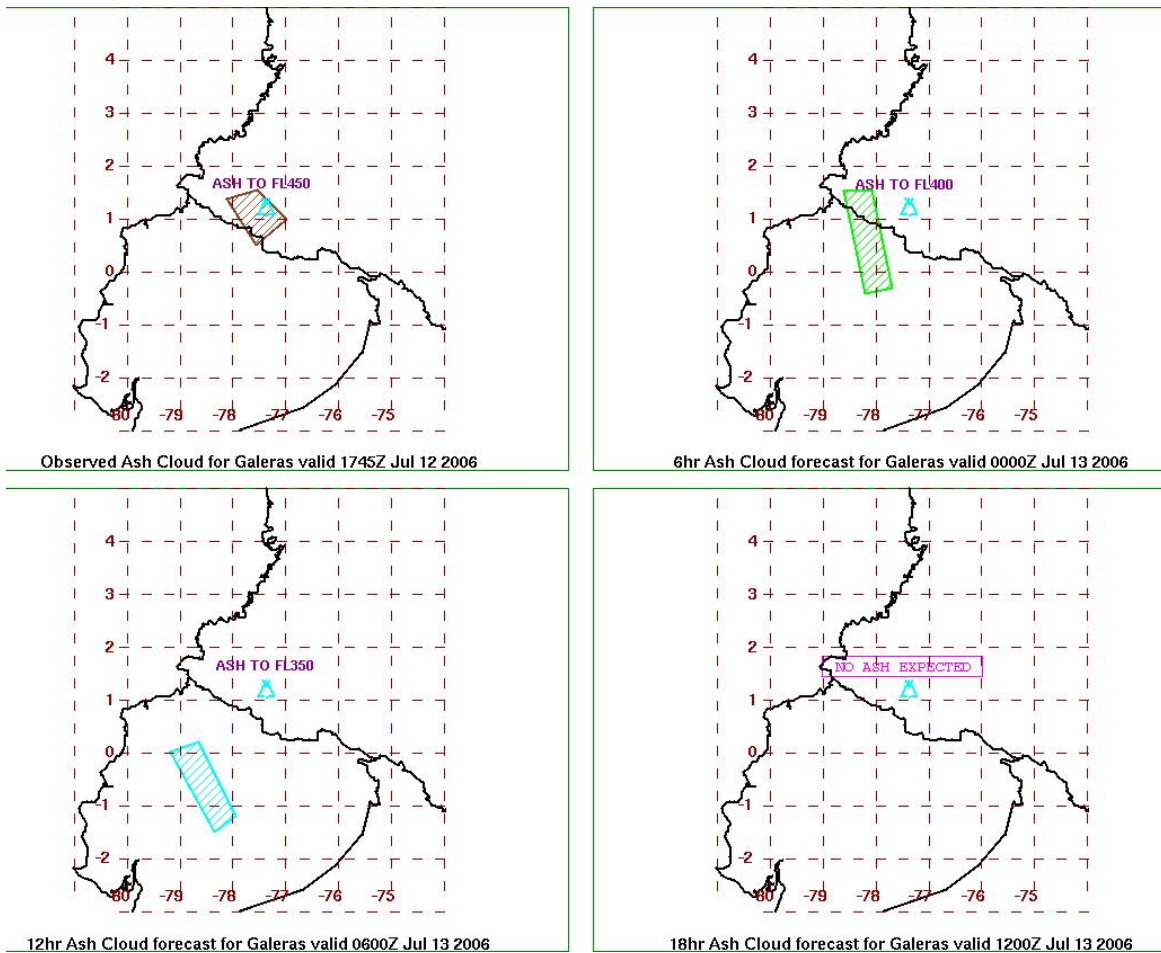 4
3
2
ASH TO FL450
1
0
-1
-2
-80 -79 -78 -77 -76 -75
Observed Ash Cloud for Galeras valid 1745Z Jul 12 2006
4
3
2
ASH TO FL400
1
0
-1
-2
-80 -79 -78 -77 -76 -75
6hr Ash Cloud forecast for Galeras valid 0000Z Jul 13 2006
4
3
2
ASH TO FL350
1
0
-1
-2
-80 -79 -78 -77 -76 -75
12hr Ash Cloud forecast for Galeras valid 0600Z Jul 13 2006
4
3
2
NO ASH EXPECTED
1
0
-1
-2
-80 -79 -78 -77 -76 -75
18hr Ash Cloud forecast for Galeras valid 1200Z Jul 13 2006